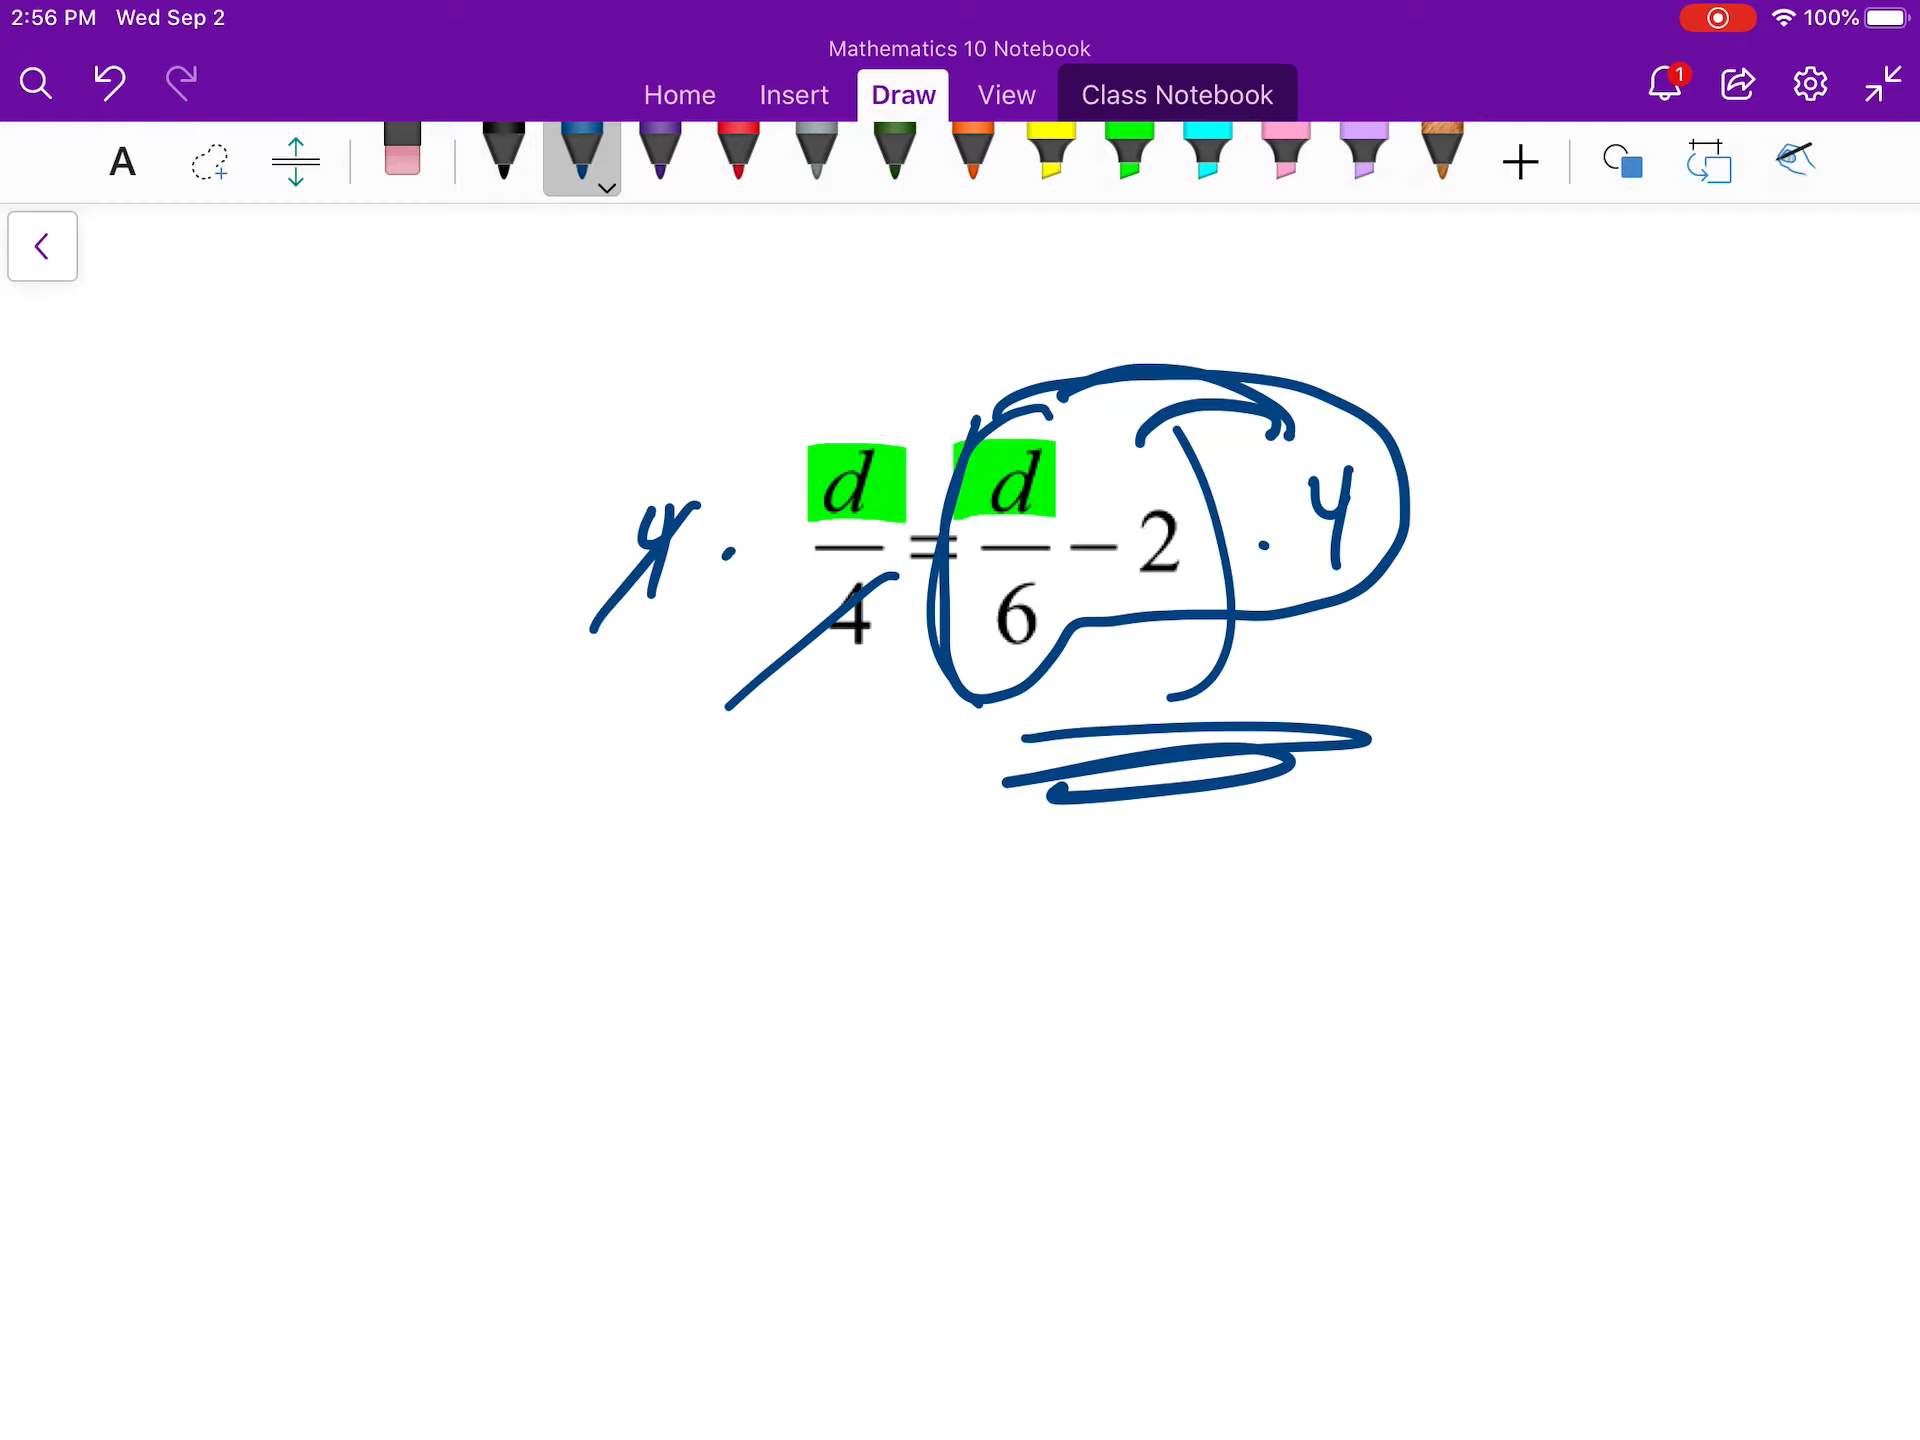 2:56 PM Wed Sep 2
100%
Mathematics 10 Notebook
Home Insert Draw View Class Notebook
1
A
4 · d/4 = (d/6 − 2) · 4